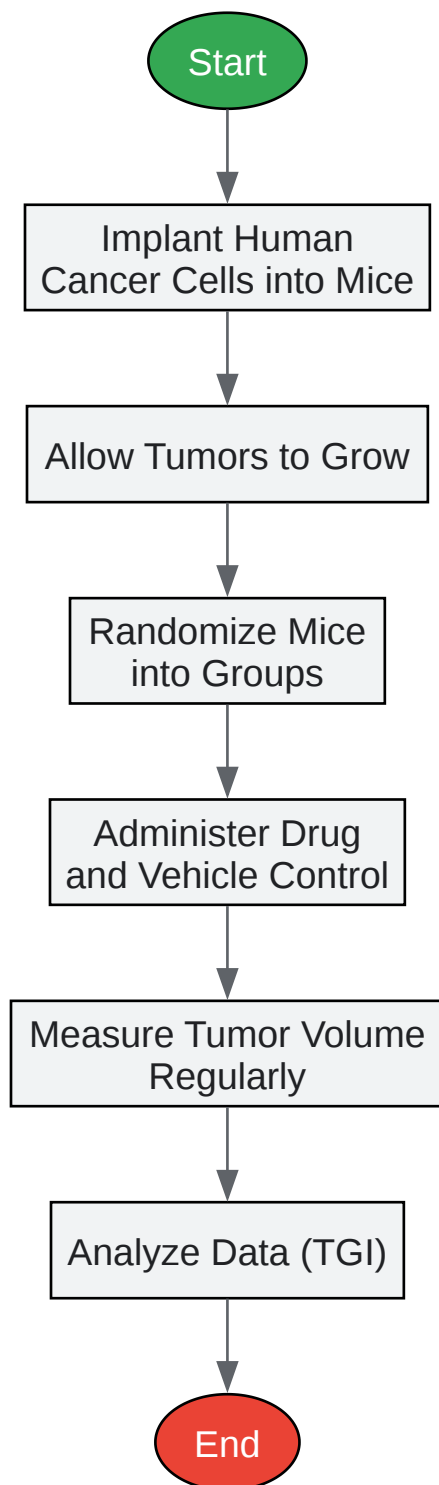 Start
Implant Human
Cancer Cells into Mice
Allow Tumors to Grow
Randomize Mice
into Groups
Administer Drug
and Vehicle Control
Measure Tumor Volume
Regularly
Analyze Data (TGI)
End